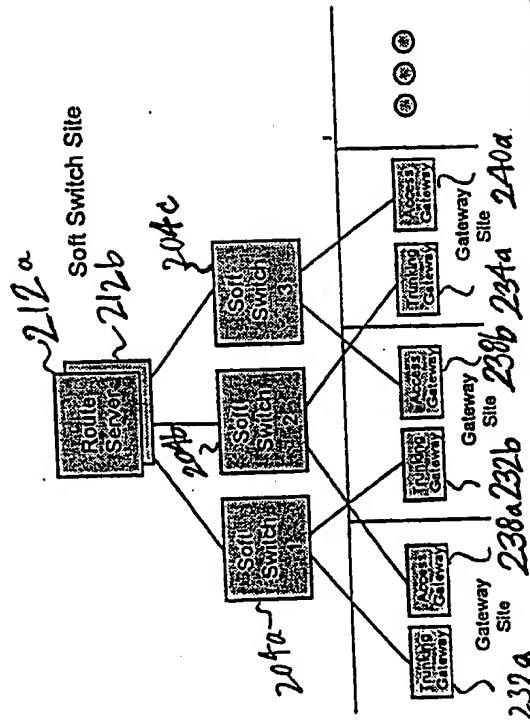 212a
Route
Server
Soft Switch Site
212b
204a
204b
204c
Soft
Switch
1
Soft
Switch
2
Soft
Switch
3
Trunking
Gateway
Access
Gateway
Trunking
Gateway
Access
Gateway
Trunking
Gateway
Access
Gateway
Gateway
Site
Gateway
Site
Gateway
Site
232a
238a
232b
238b
234a
240a